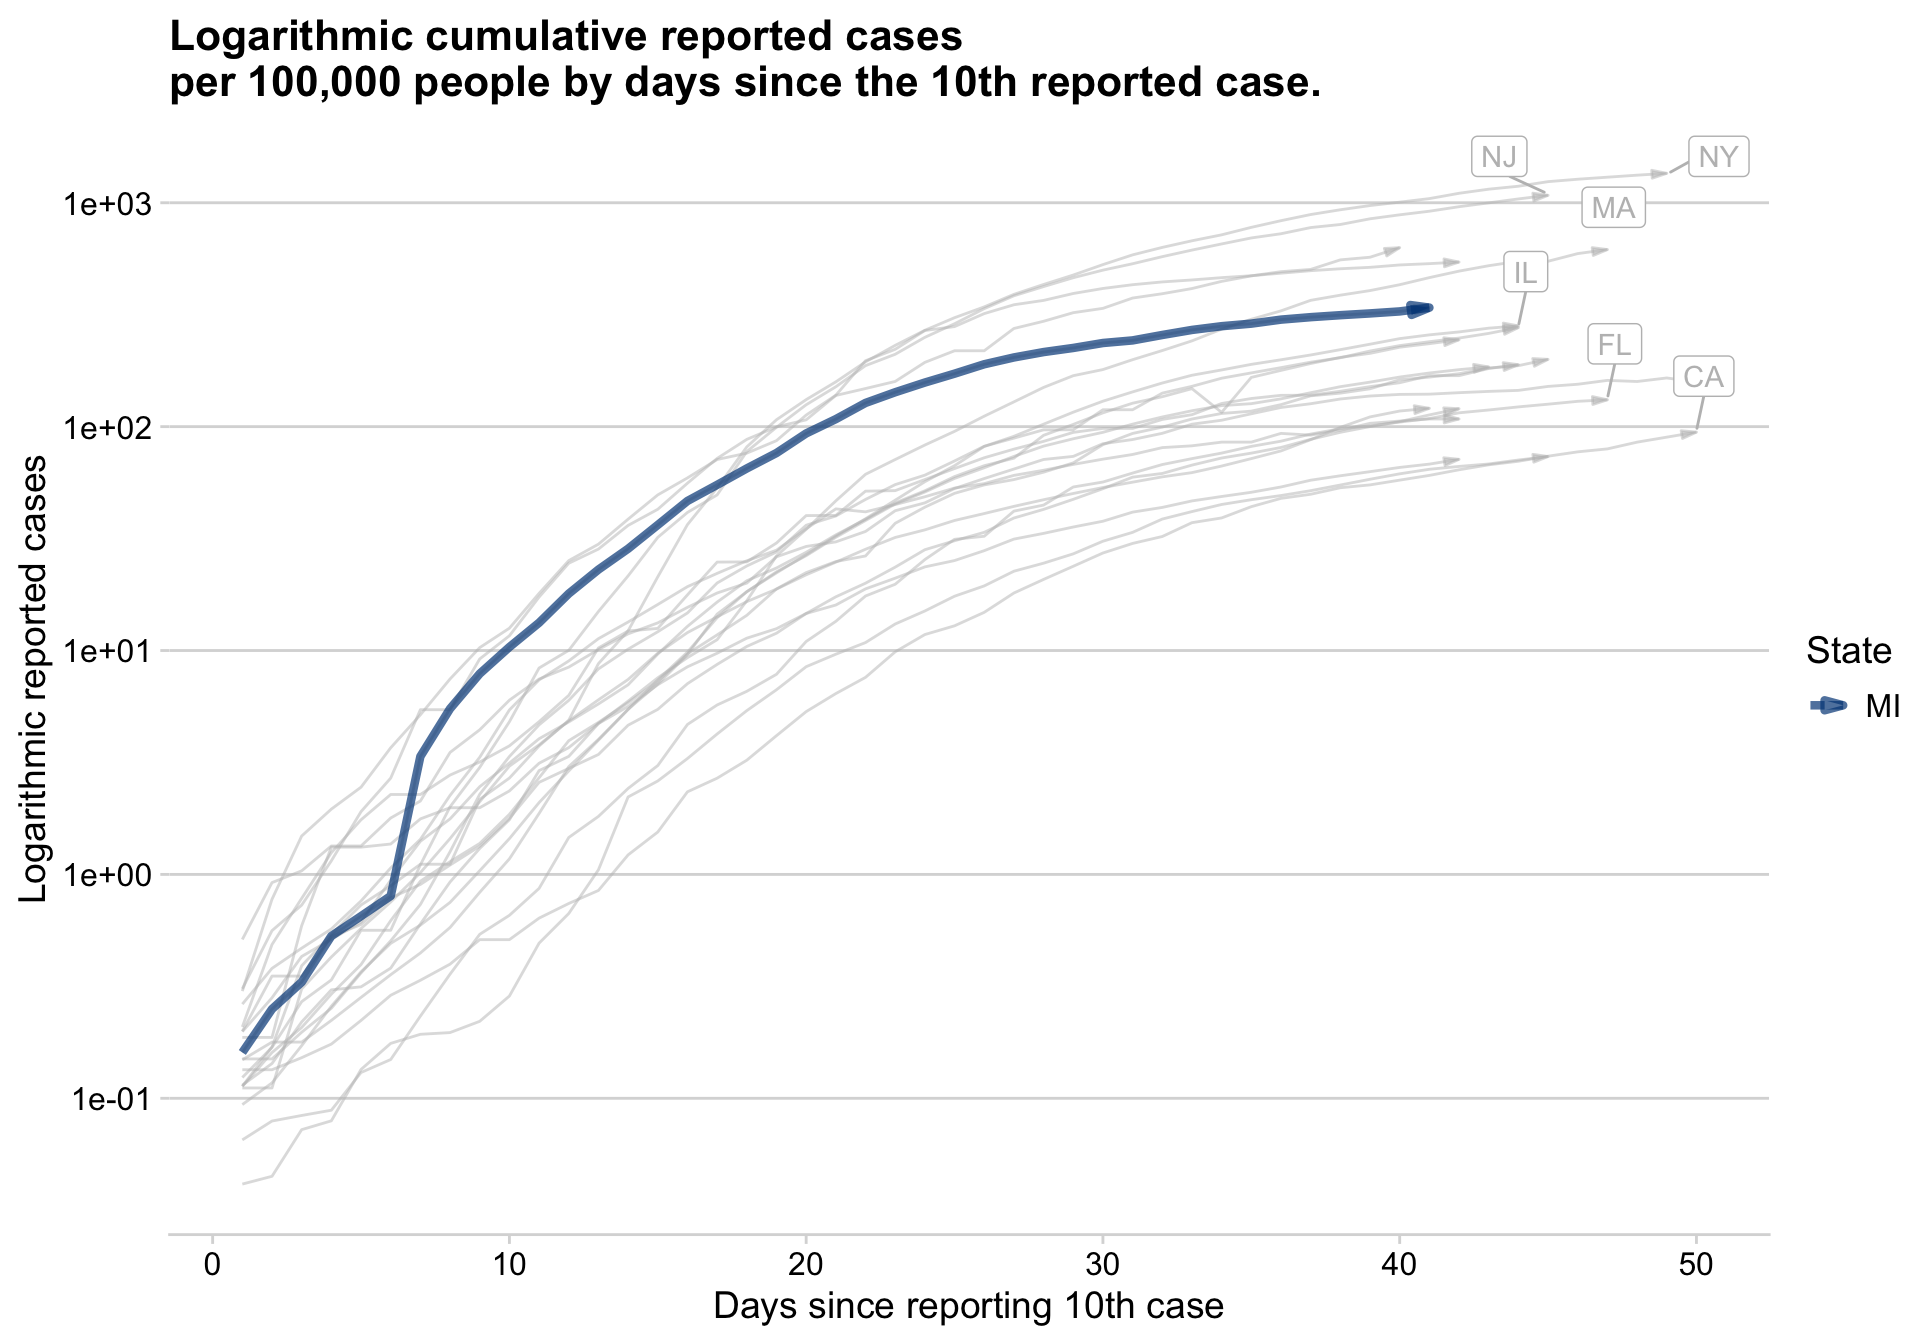 Logarithmic cumulative reported cases
per 100,000 people by days since the 10th reported case.
NJ
NY
MA
IL
FL
CA
1e+03
1e+02
1e+01
1e+00
1e-01
Logarithmic reported cases
State
MI
0
10
20
30
40
50
Days since reporting 10th case